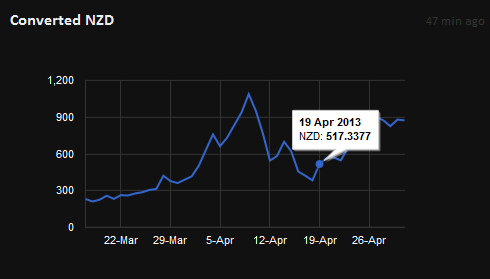 Converted NZD
47 min ago
1,200
900
600
300
0
19 Apr 2013
NZD: 517.3377
22-Mar
29-Mar
5-Apr
12-Apr
19-Apr
26-Apr